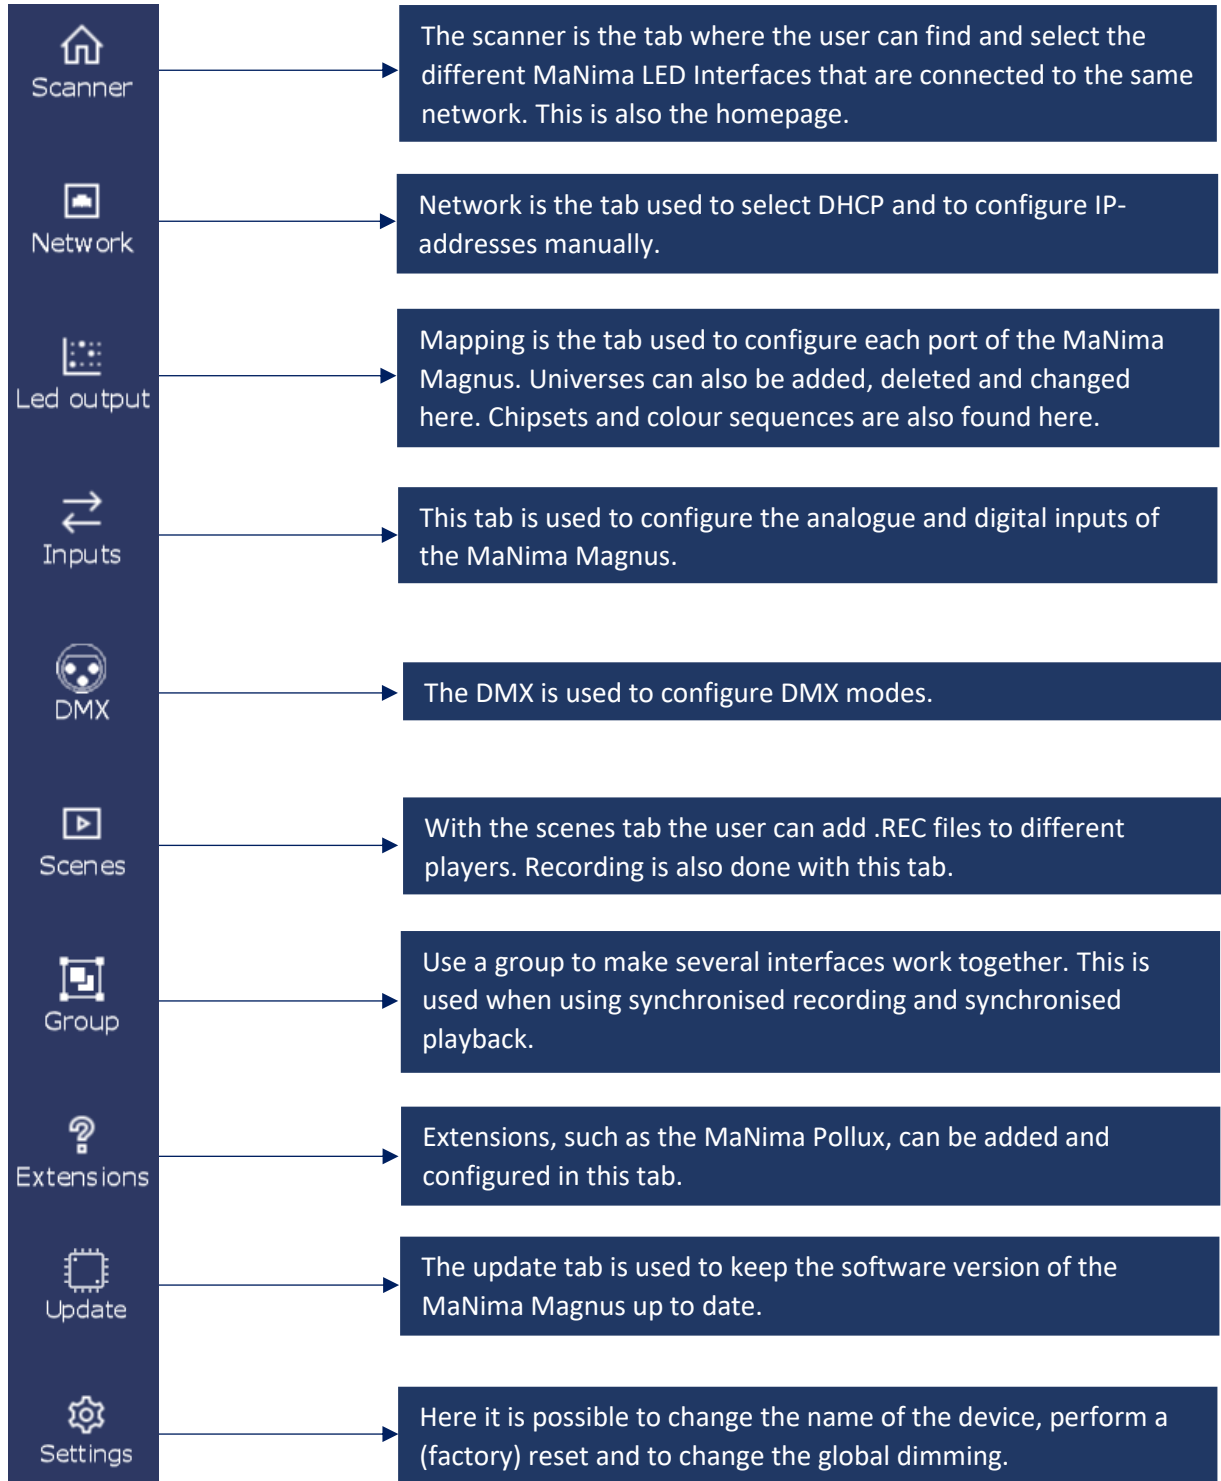 Scanner
The scanner is the tab where the user can find and select the
different MaNima LED Interfaces that are connected to the same
network. This is also the homepage.
Network
Network is the tab used to select DHCP and to configure IP-
addresses manually.
Led output
Mapping is the tab used to configure each port of the MaNima
Magnus. Universes can also be added, deleted and changed
here. Chipsets and colour sequences are also found here.
Inputs
This tab is used to configure the analogue and digital inputs of
the MaNima Magnus.
DMX
The DMX is used to configure DMX modes.
Scenes
With the scenes tab the user can add .REC files to different
players. Recording is also done with this tab.
Group
Use a group to make several interfaces work together. This is
used when using synchronised recording and synchronised
playback.
Extensions
Extensions, such as the MaNima Pollux, can be added and
configured in this tab.
Update
The update tab is used to keep the software version of the
MaNima Magnus up to date.
Settings
Here it is possible to change the name of the device, perform a
(factory) reset and to change the global dimming.